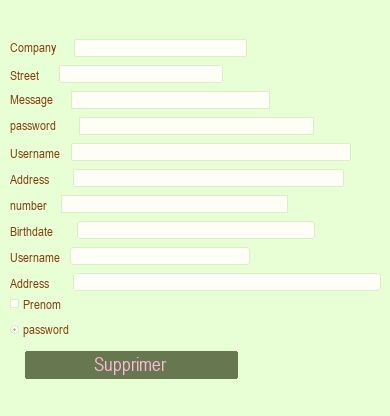 Company
Street
Message
password
Username
Address
number
Birthdate
Username
Address
Prenom
password
Supprimer